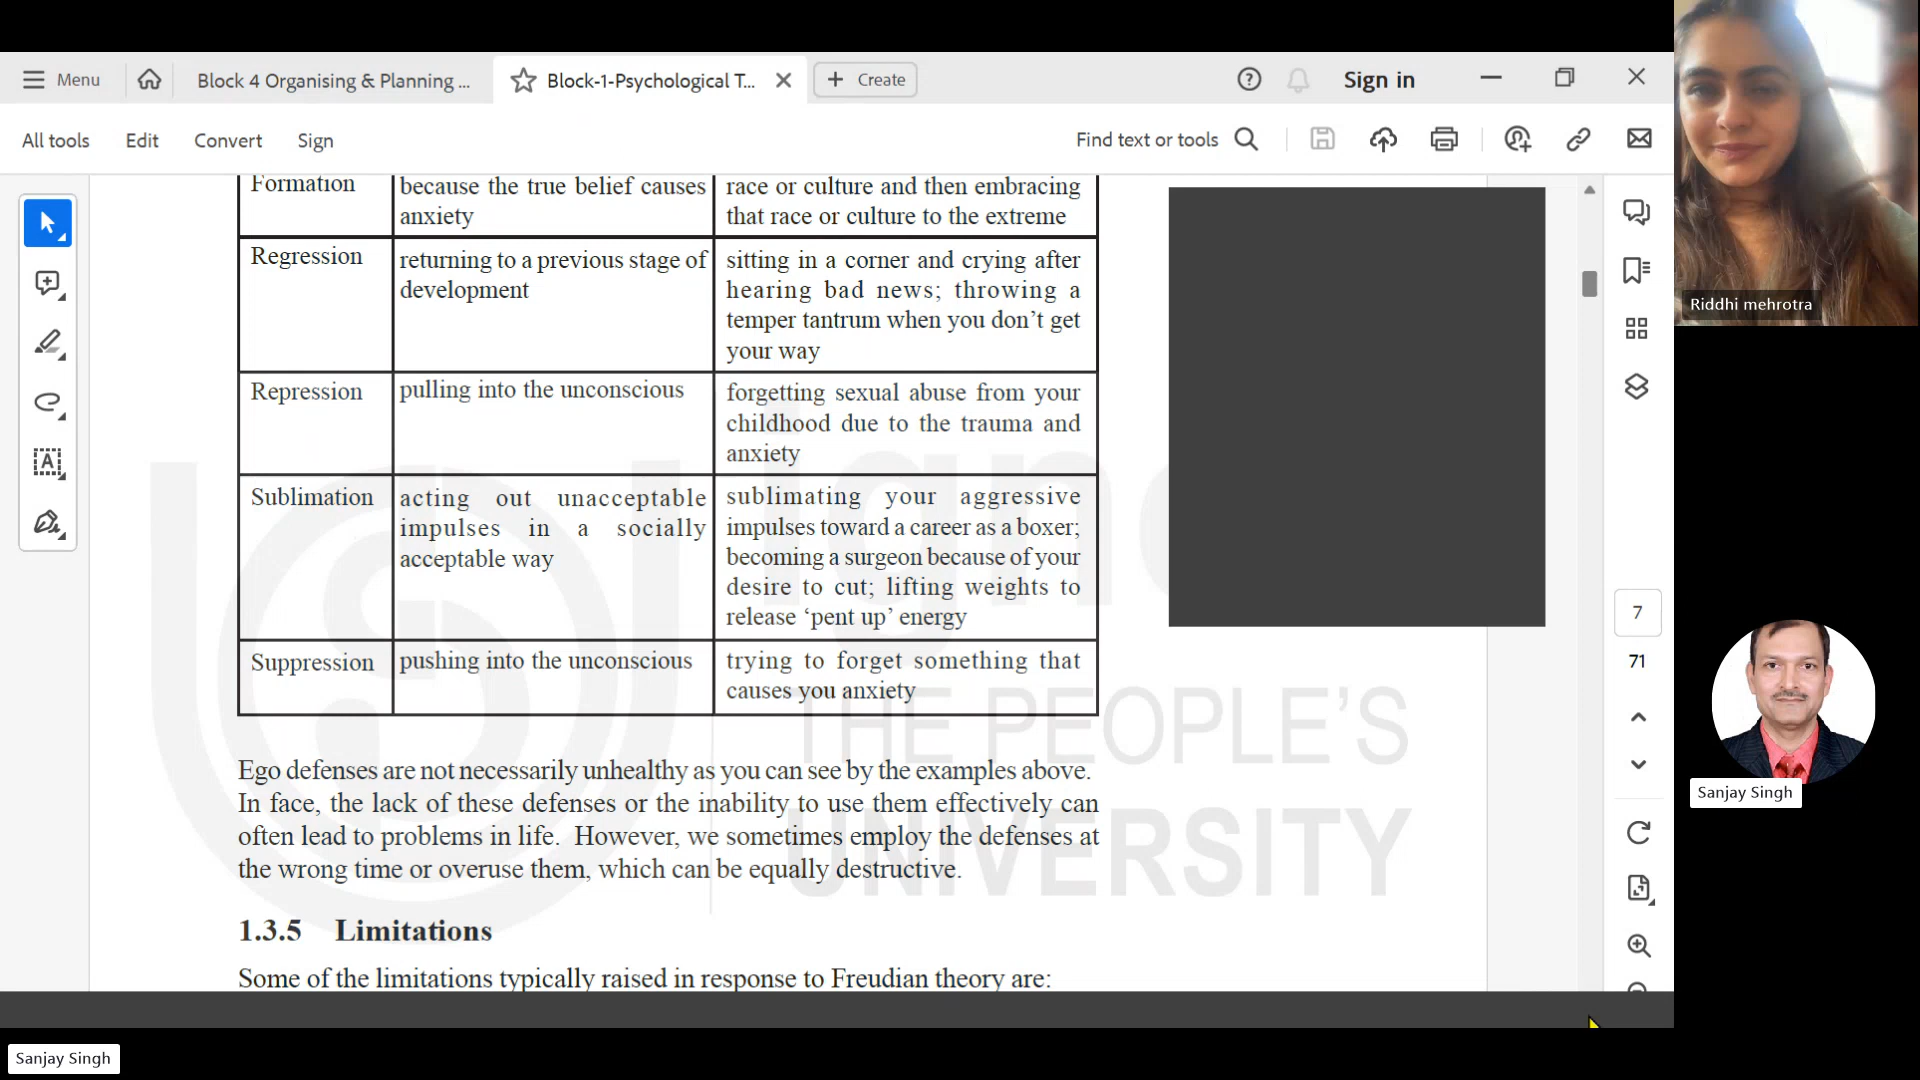 Menu
Block 4 Organising & Planning ...
Block-1-Psychological T...
Create
Sign in
All tools
Edit
Convert
Sign
Find text or tools
Formation
because the true belief causes
anxiety
race or culture and then embracing
that race or culture to the extreme
Regression
returning to a previous stage of
development
sitting in a corner and crying after
hearing bad news; throwing a
temper tantrum when you don’t get
your way
Repression
pulling into the unconscious
forgetting sexual abuse from your
childhood due to the trauma and
anxiety
Sublimation
acting out unacceptable
impulses in a socially
acceptable way
sublimating your aggressive
impulses toward a career as a boxer;
becoming a surgeon because of your
desire to cut; lifting weights to
release ‘pent up’ energy
Suppression
pushing into the unconscious
trying to forget something that
causes you anxiety
THE PEOPLE’S
UNIVERSITY
Ego defenses are not necessarily unhealthy as you can see by the examples above.
In face, the lack of these defenses or the inability to use them effectively can
often lead to problems in life. However, we sometimes employ the defenses at
the wrong time or overuse them, which can be equally destructive.
1.3.5 Limitations
Some of the limitations typically raised in response to Freudian theory are:
7
71
Riddhi mehrotra
Sanjay Singh
Sanjay Singh